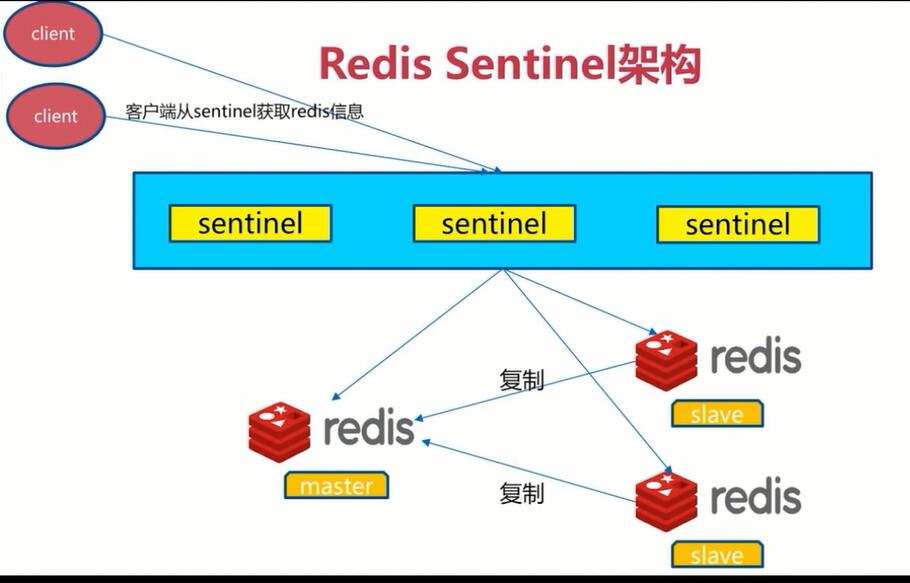 client
Redis Sentinel架构
client
客户端从sentinel获取redis信息
sentinel sentinel sentinel
redis
slave
复制
redis
master
复制
redis
slave